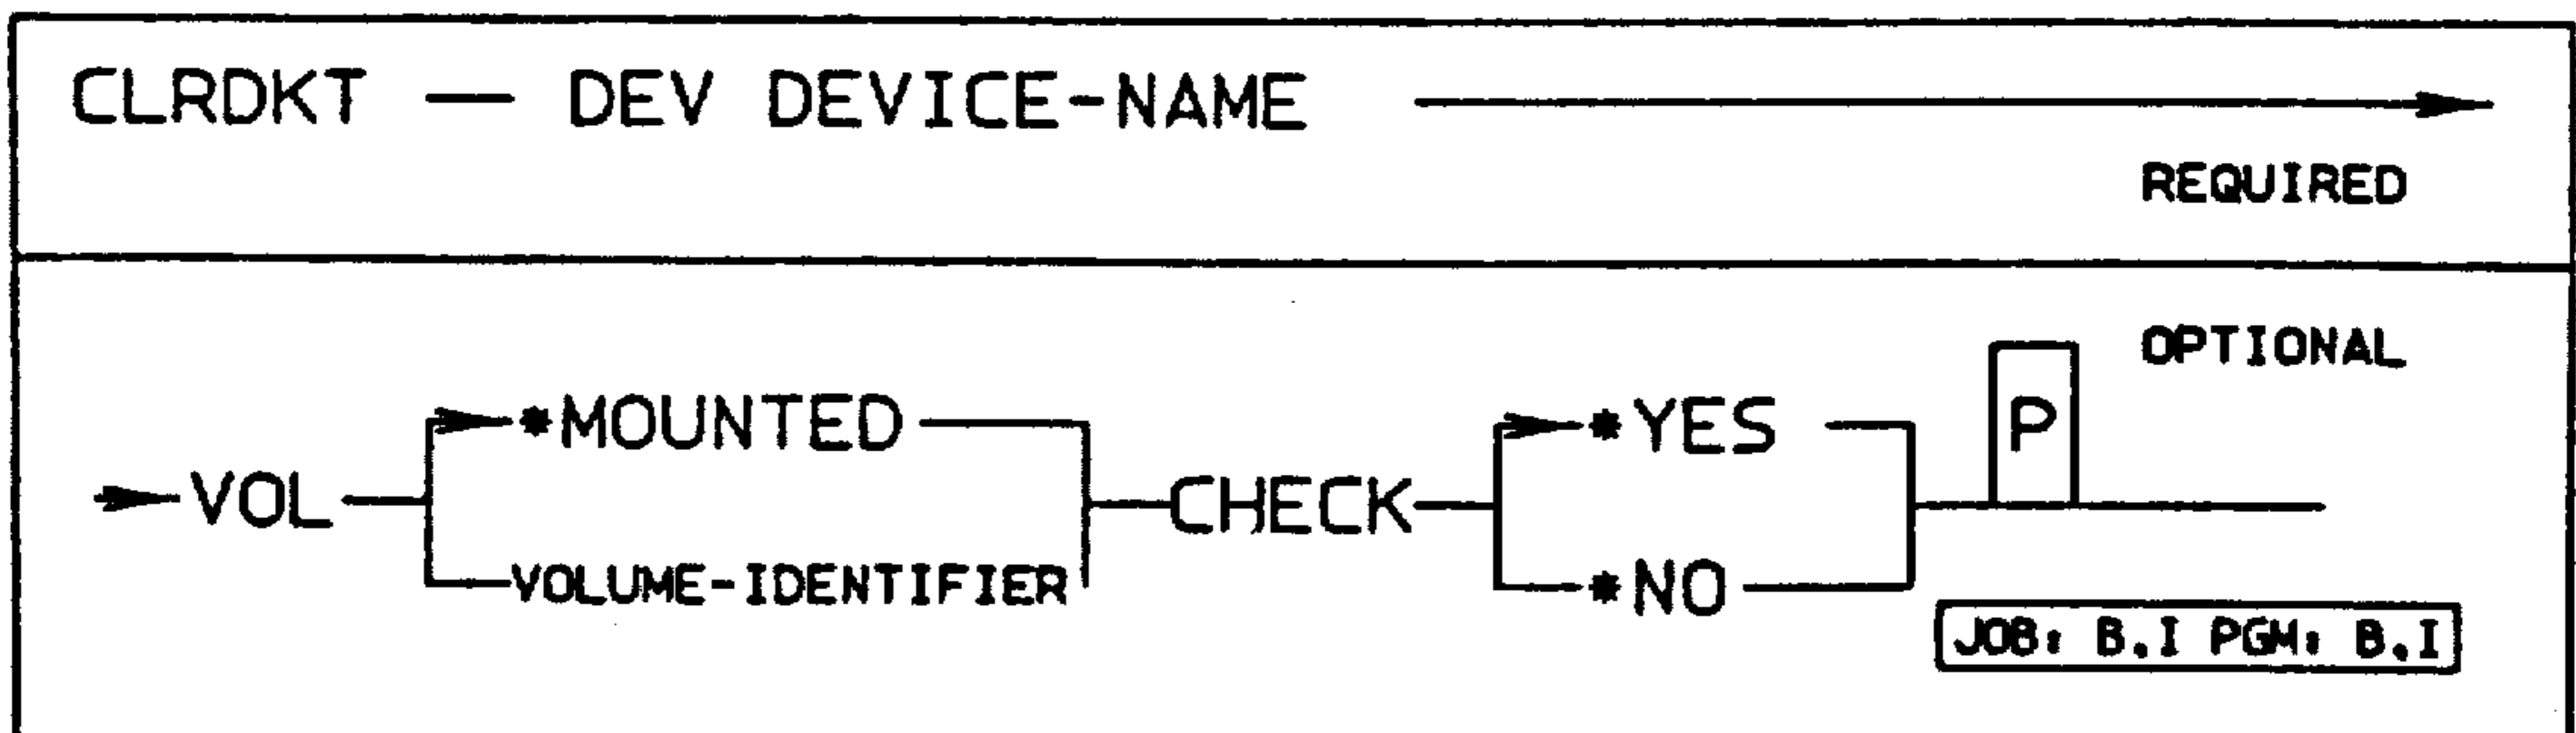 CLRDKT — DEV DEVICE-NAME
REQUIRED
OPTIONAL
*MOUNTED *YES P
VOL CHECK
VOLUME-IDENTIFIER *NO
JOB: B,I PGM: B,I